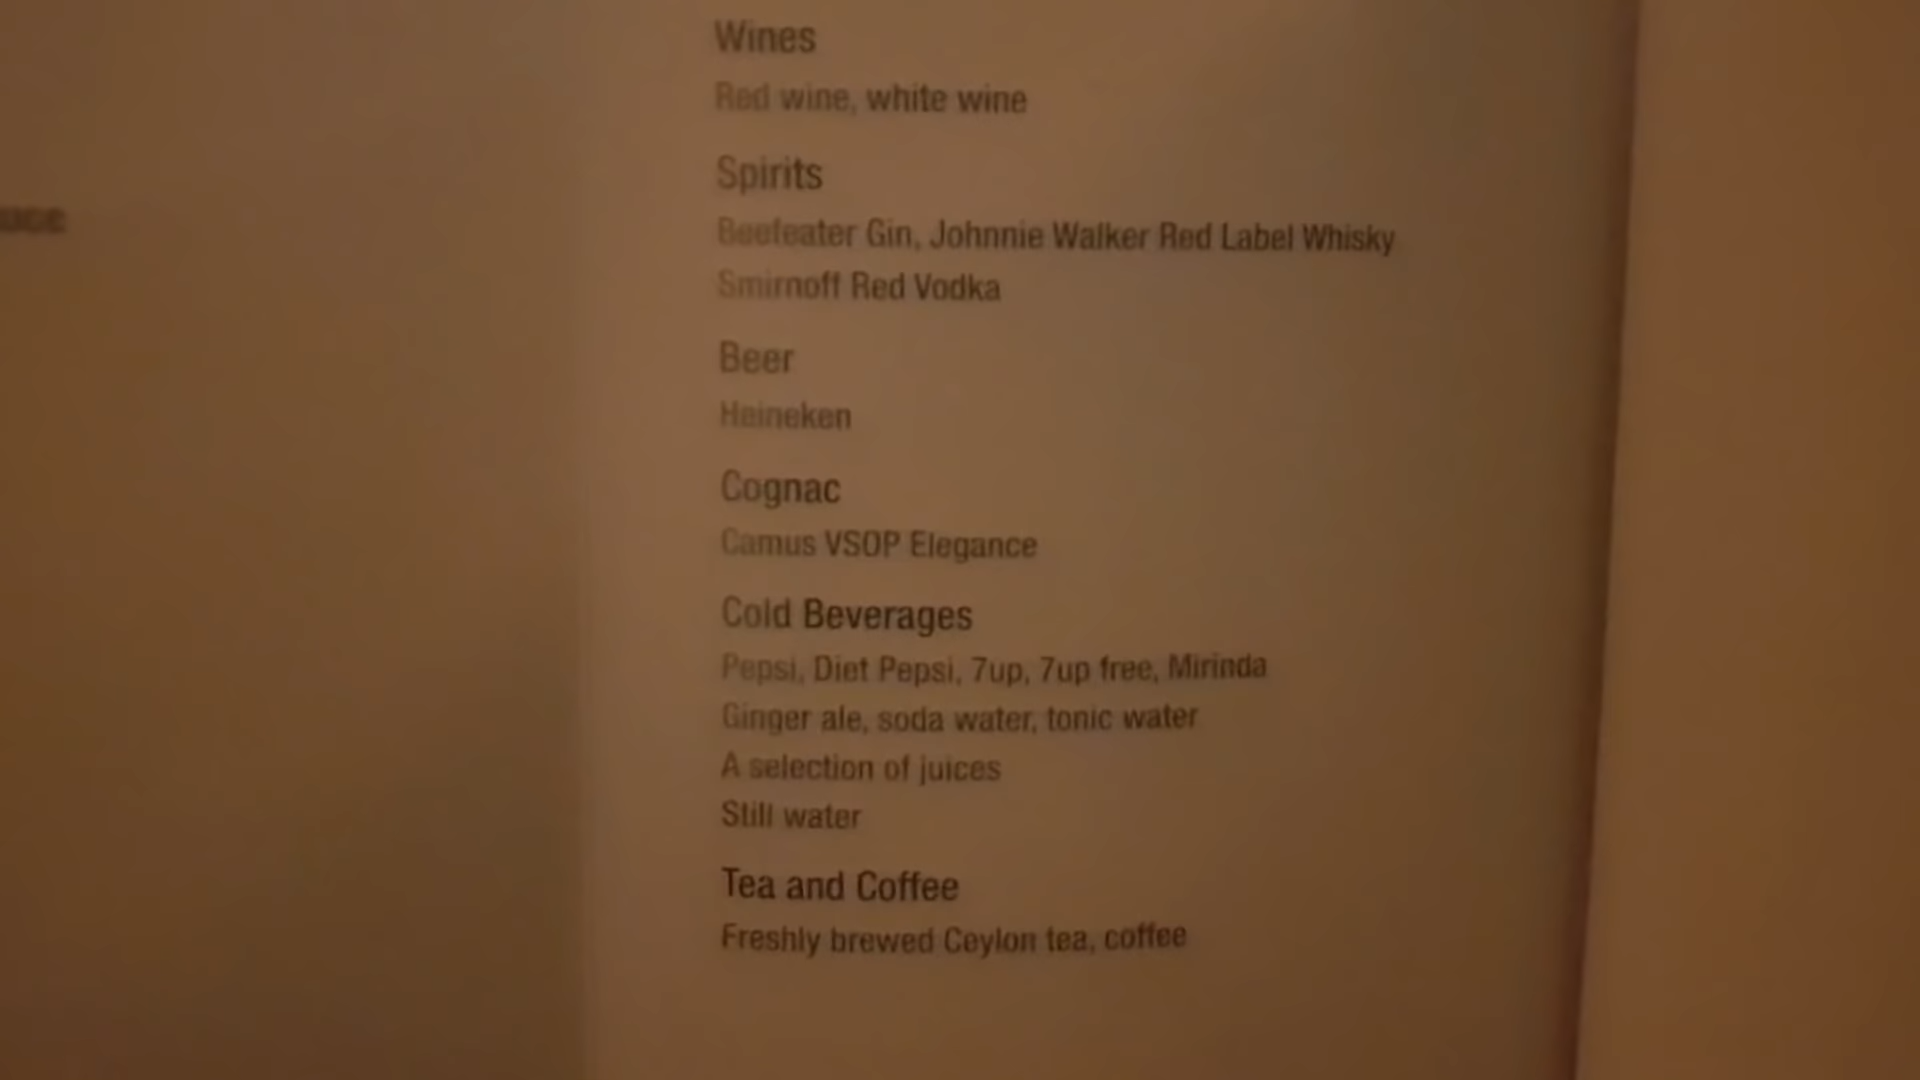 Wines
Red wine, white wine
Spirits
Beefeater Gin, Johnnie Walker Red Label Whisky
Smirnoff Red Vodka
Beer
Heineken
Cognac
Camus VSOP Elegance
Cold Beverages
Pepsi, Diet Pepsi, 7up, 7up free, Mirinda
Ginger ale, soda water, tonic water
A selection of juices
Still water
Tea and Coffee
Freshly brewed Ceylon tea, coffee